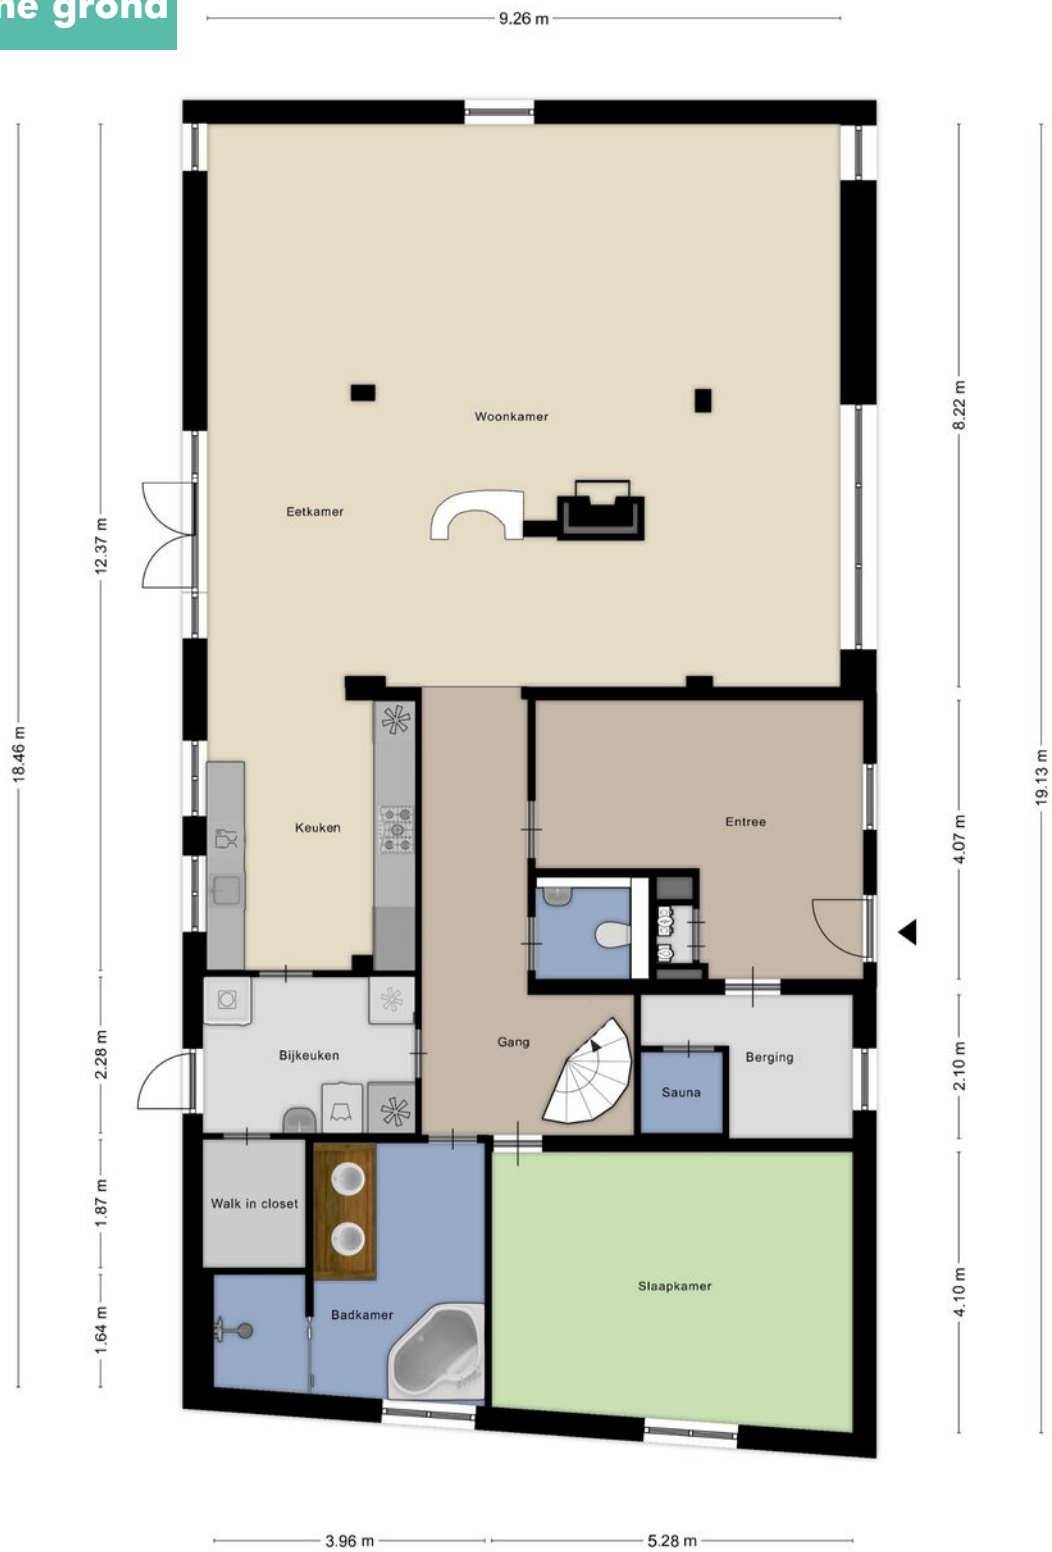 ne grond
9.26 m
Woonkamer
8.22 m
Eetkamer
12.37 m
18.46 m
19.13 m
Keuken
Entree
4.07 m
Bijkeuken
Gang
Berging
2.28 m
2.10 m
Sauna
Walk in closet
1.87 m
Slaapkamer
4.10 m
Badkamer
1.64 m
3.96 m
5.28 m